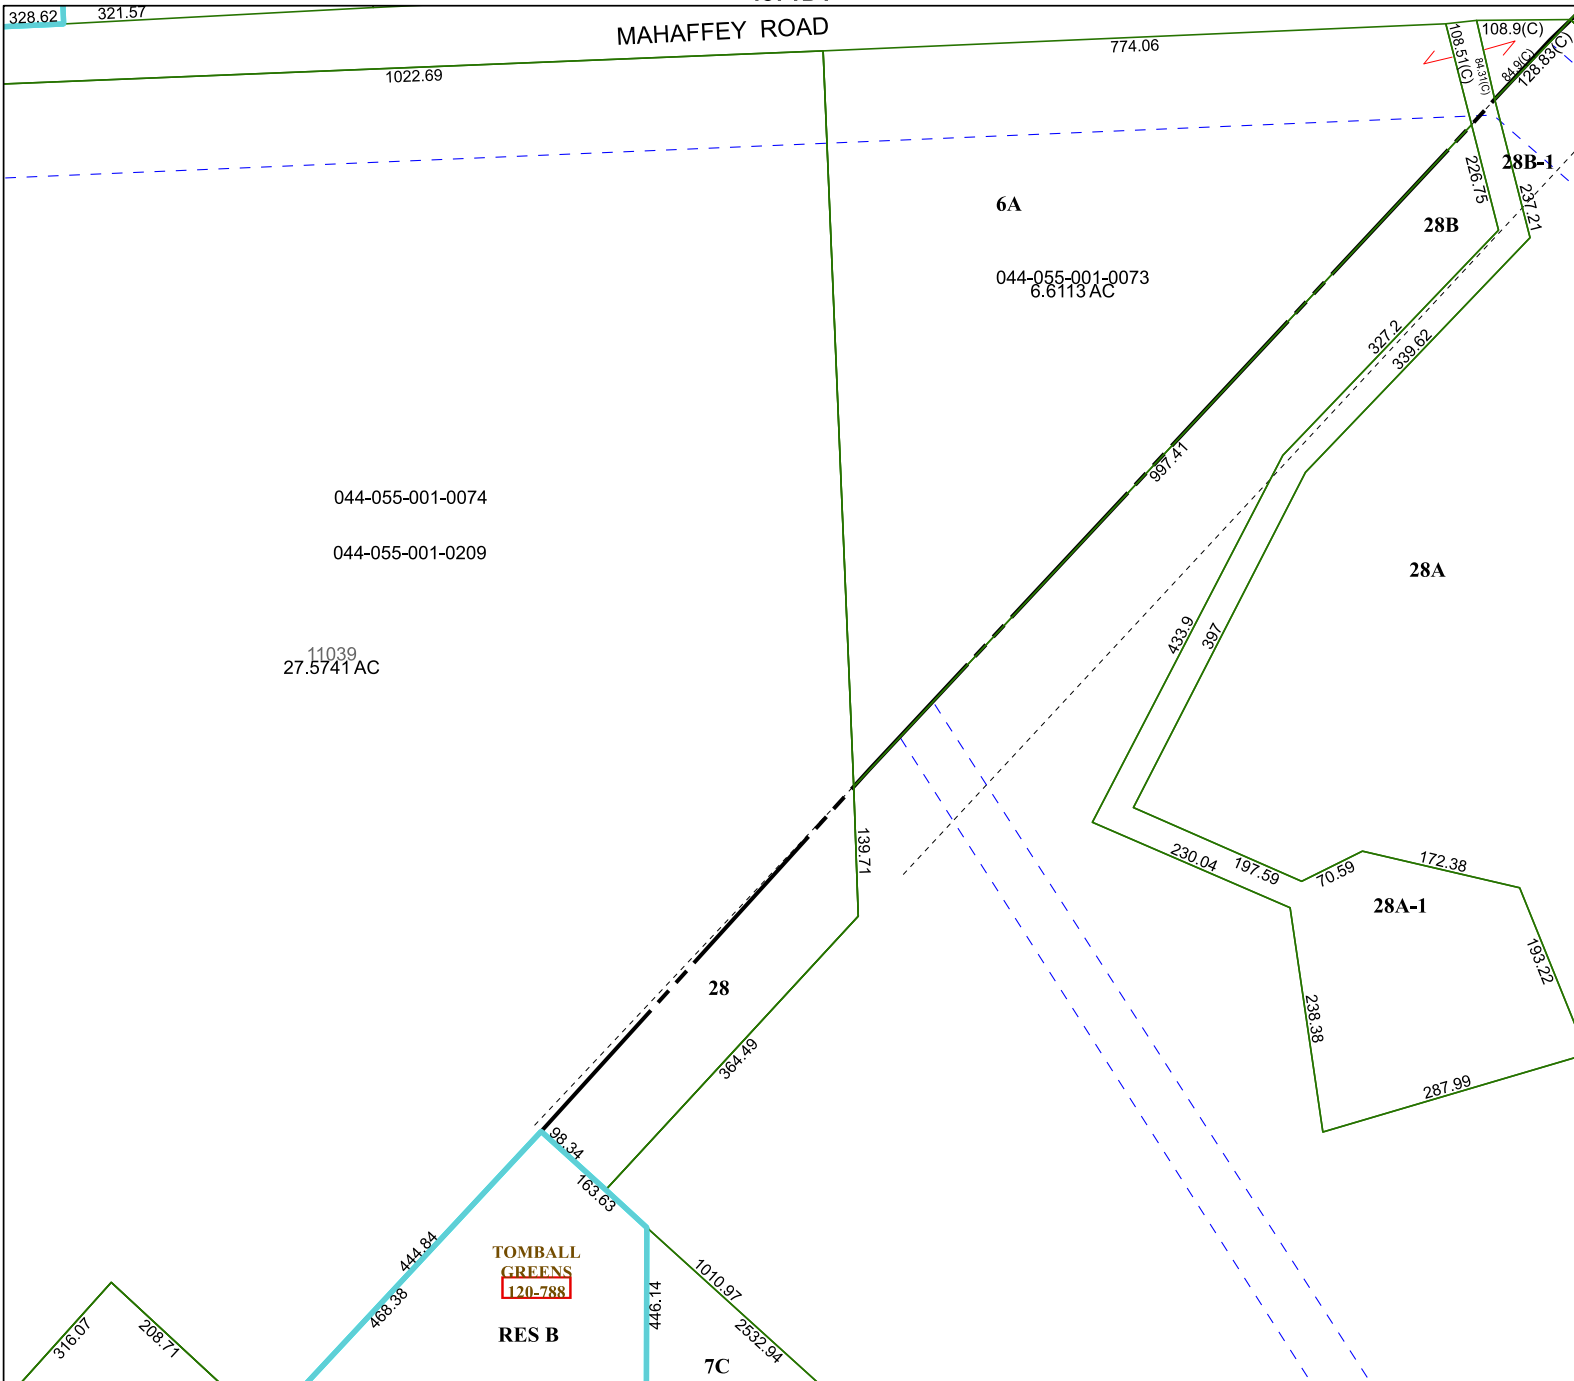 328.62
321.57
MAHAFFEY ROAD
1022.69
774.06
108.51(C)
84.31(C)
108.9(C)
84.9(C)
128.83(C)
28B-1
226.75
237.21
6A
28B
044-055-001-0073
6.6113 AC
327.2
339.62
997.41
044-055-001-0074
044-055-001-0209
28A
11039
27.5741 AC
433.9
397
139.71
230.04
197.59
70.59
172.38
28A-1
193.22
28
238.38
364.49
287.99
98.34
163.63
444.84
TOMBALL
GREENS
120-788
468.38
446.14
1010.97
316.07
208.71
RES B
2532.94
7C